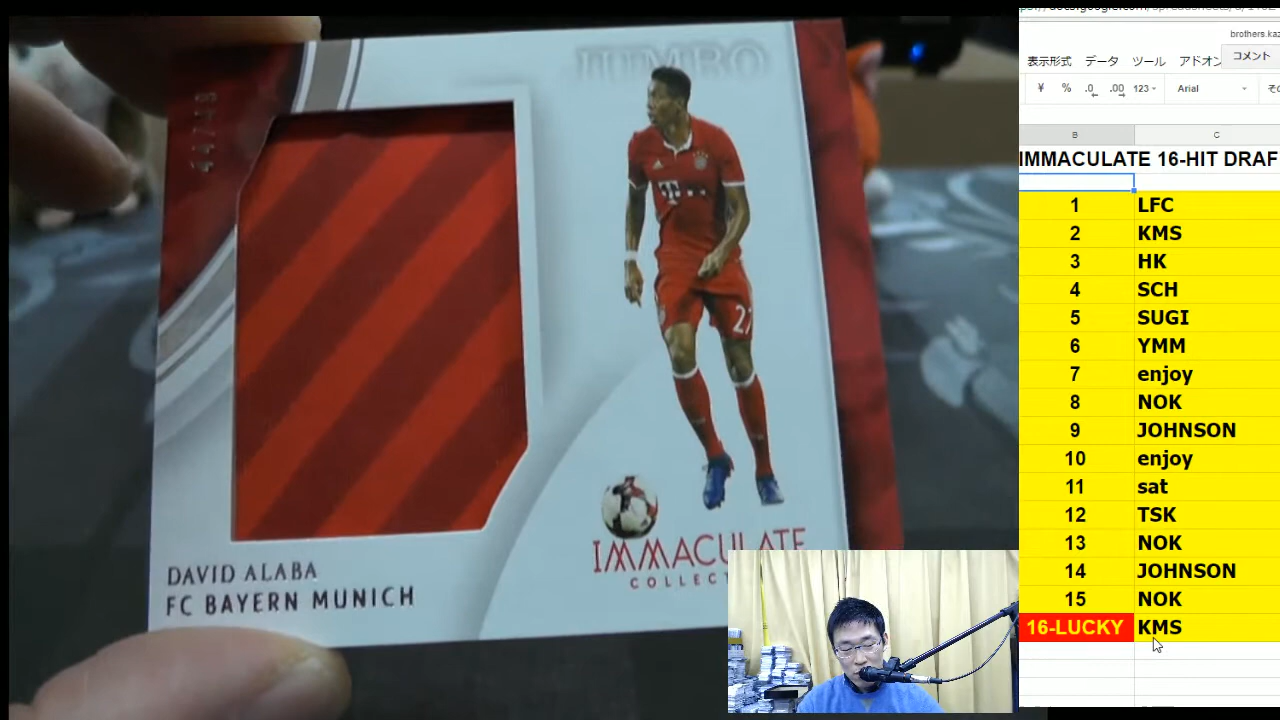 JUMBO
44/48
T
27
DAVID ALABA
FC BAYERN MUNICH
IMMACULATE
brothers.kaz
コメント
表示形式 データ ツール アドオン
¥ % .0 .00 123 Arial
B C
IMMACULATE 16-HIT DRAF
1 LFC
2 KMS
3 HK
4 SCH
5 SUGI
6 YMM
7 enjoy
8 NOK
9 JOHNSON
10 enjoy
11 sat
12 TSK
13 NOK
14 JOHNSON
15 NOK
16-LUCKY KMS